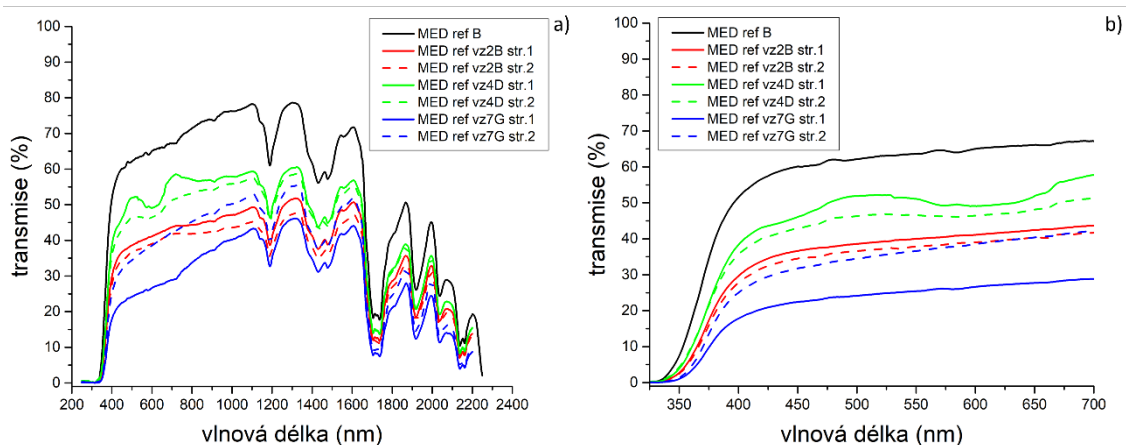 a)
100
90
80
70
60
50
40
30
20
10
0
transmise (%)
MED ref B
MED ref vz2B str.1
MED ref vz2B str.2
MED ref vz4D str.1
MED ref vz4D str.2
MED ref vz7G str.1
MED ref vz7G str.2
200 400 600 800 1000 1200 1400 1600 1800 2000 2200 2400
vlnová délka (nm)
b)
100
90
80
70
60
50
40
30
20
10
0
transmise (%)
MED ref B
MED ref vz2B str.1
MED ref vz2B str.2
MED ref vz4D str.1
MED ref vz4D str.2
MED ref vz7G str.1
MED ref vz7G str.2
350 400 450 500 550 600 650 700
vlnová délka (nm)